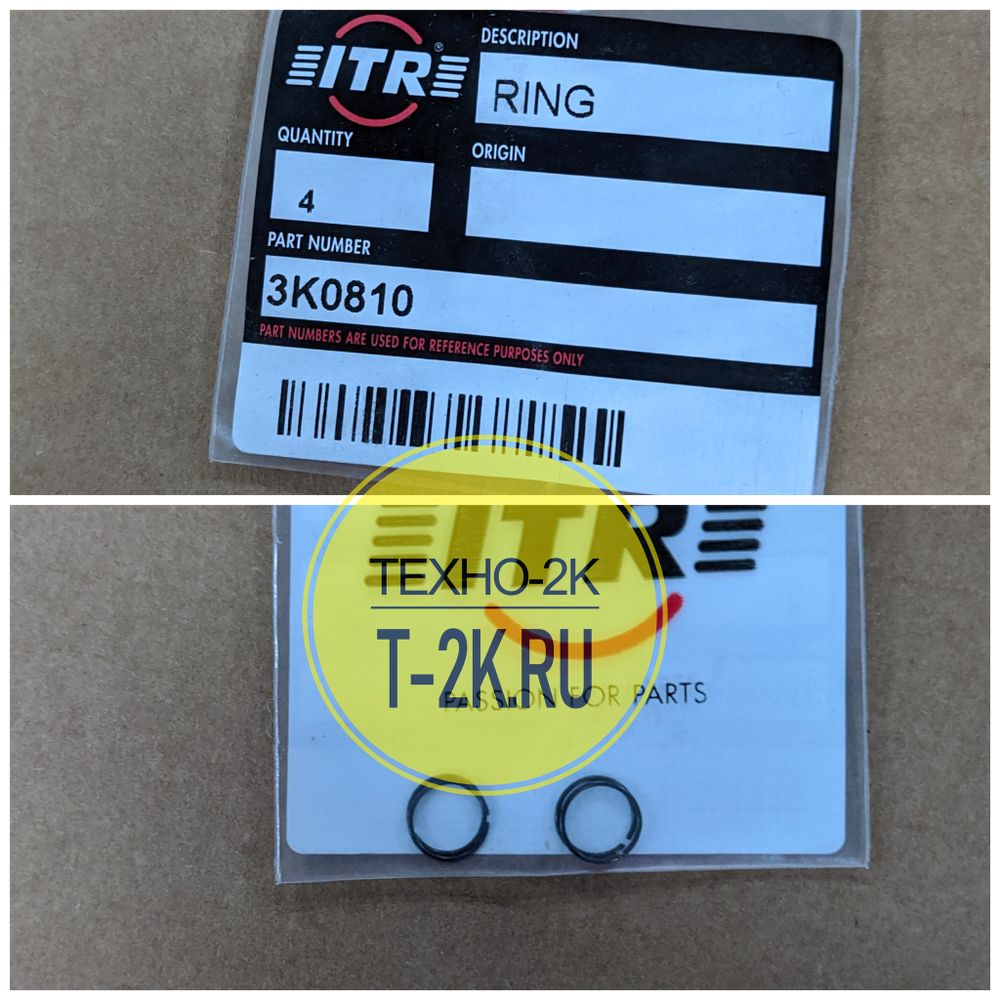 ITR®
DESCRIPTION
RING
QUANTITY
4
ORIGIN
PART NUMBER
3K0810
PART NUMBERS ARE USED FOR REFERENCE PURPOSES ONLY
ITR
ТЕХНО-2К
T-2K.RU
PASSION FOR PARTS